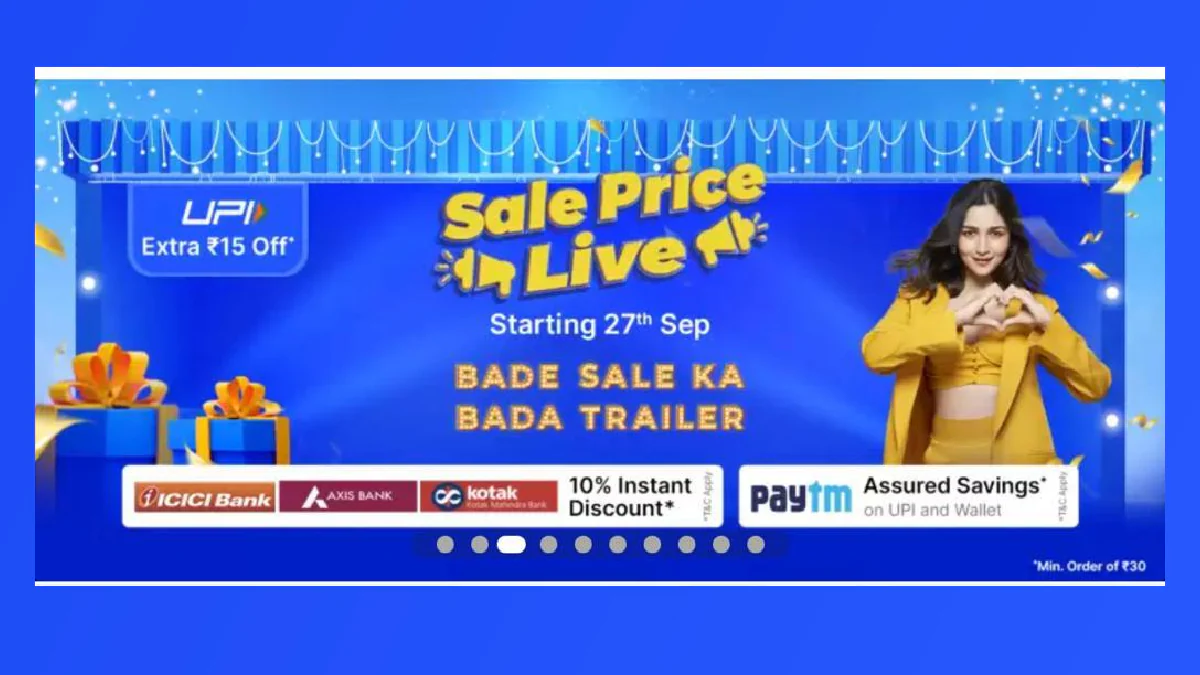 UPI
Extra ₹15 Off*
Sale Price
Live
Starting 27th Sep
BADE SALE KA
BADA TRAILER
ICICI Bank
AXIS BANK
kotak
Kotak Mahindra Bank
10% Instant
Discount*
*T&C Apply
paytm
Assured Savings*
on UPI and Wallet
*T&C Apply
*Min. Order of ₹30